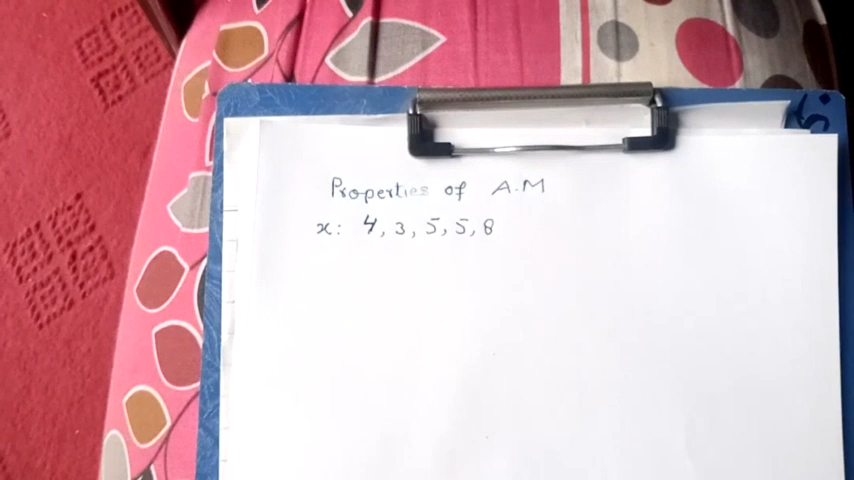 Properties of A.M
x: 4, 3, 5, 5, 8